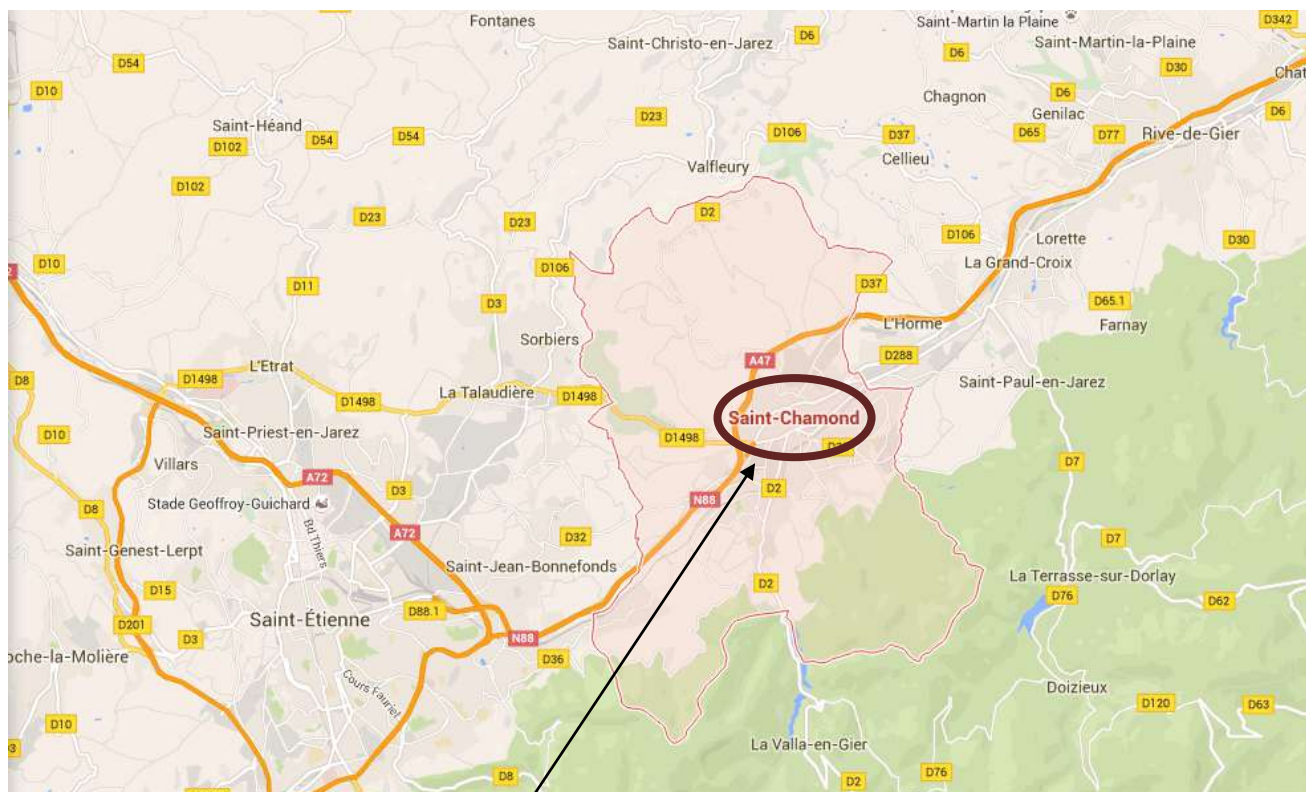 Fontanes
Saint-Martin la Plaine
D342
Saint-Christo-en-Jarez
D6
D6
Saint-Martin-la-Plaine
D54
D30
D10
Chagnon
D6
Genilac
D6
Saint-Héand
D23
D54
D54
D102
D106
D37
D65
D77
Rive-de-Gier
Valfleury
Cellieu
D102
D23
D23
D2
D106
Lorette
D30
D10
D106
La Grand-Croix
D11
D3
D37
D65.1
L'Horme
Farnay
Sorbiers
A47
D288
L'Etrat
D8
D1498
D1498
La Talaudière
D1498
Saint-Paul-en-Jarez
Saint-Chamond
D10
Saint-Priest-en-Jarez
D1498
Villars
A72
D3
D2
D7
Stade Geoffroy-Guichard
N88
D8
Bd Thiers
A72
D32
D7
Saint-Genest-Lerpt
Saint-Jean-Bonnefonds
D2
La Terrasse-sur-Dorlay
D15
D76
D62
D88.1
Saint-Étienne
D201
D3
N88
oche-la-Molière
D36
Cours Fauriel
Doizieux
D10
D120
D63
La Valla-en-Gier
D8
D2
D76